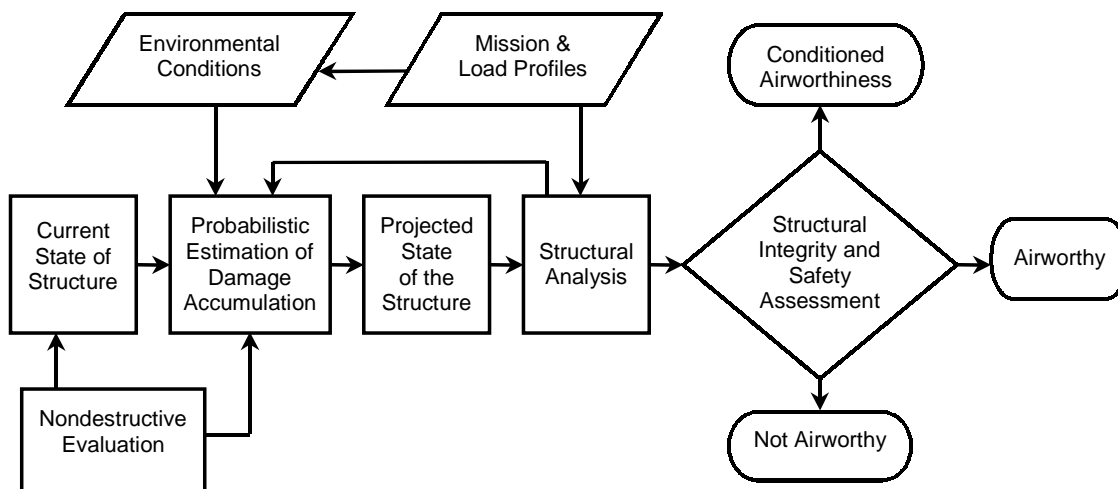 Environmental
Conditions
Mission &
Load Profiles
Conditioned
Airworthiness
Current
State of
Structure
Probabilistic
Estimation of
Damage
Accumulation
Projected
State
of the
Structure
Structural
Analysis
Structural
Integrity and
Safety
Assessment
Airworthy
Nondestructive
Evaluation
Not Airworthy